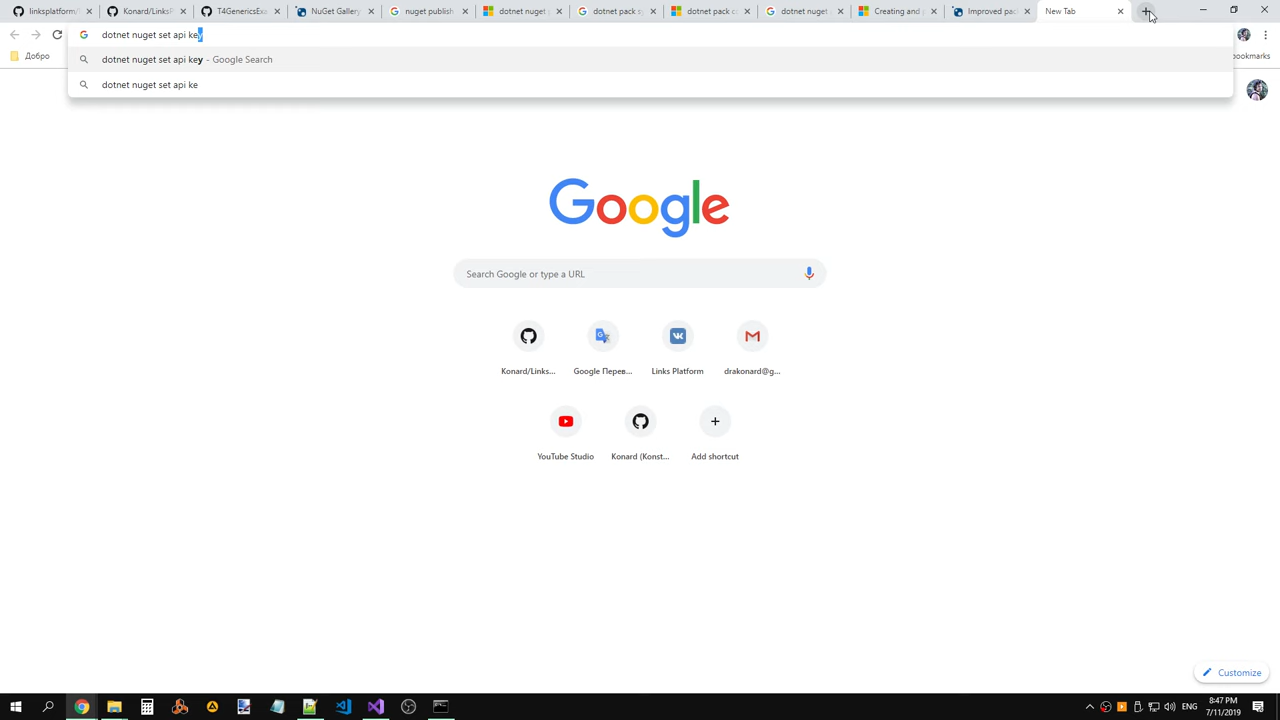 linksplatform/
Konard/LinksP
T4GenericsExa
NuGet Gallery
nuget publish
dotnet nuget
dotnet pack s
dotnet pack c
dotnet nuget
Creating and
Improved pac
New Tab
dotnet nuget set api key
Добро
bookmarks
dotnet nuget set api key - Google Search
dotnet nuget set api ke
Google
Search Google or type a URL
Konard/Links...
Google Перев...
Links Platform
drakonard@g...
YouTube Studio
Konard (Konst...
Add shortcut
Customize
ENG
8:47 PM
7/11/2019